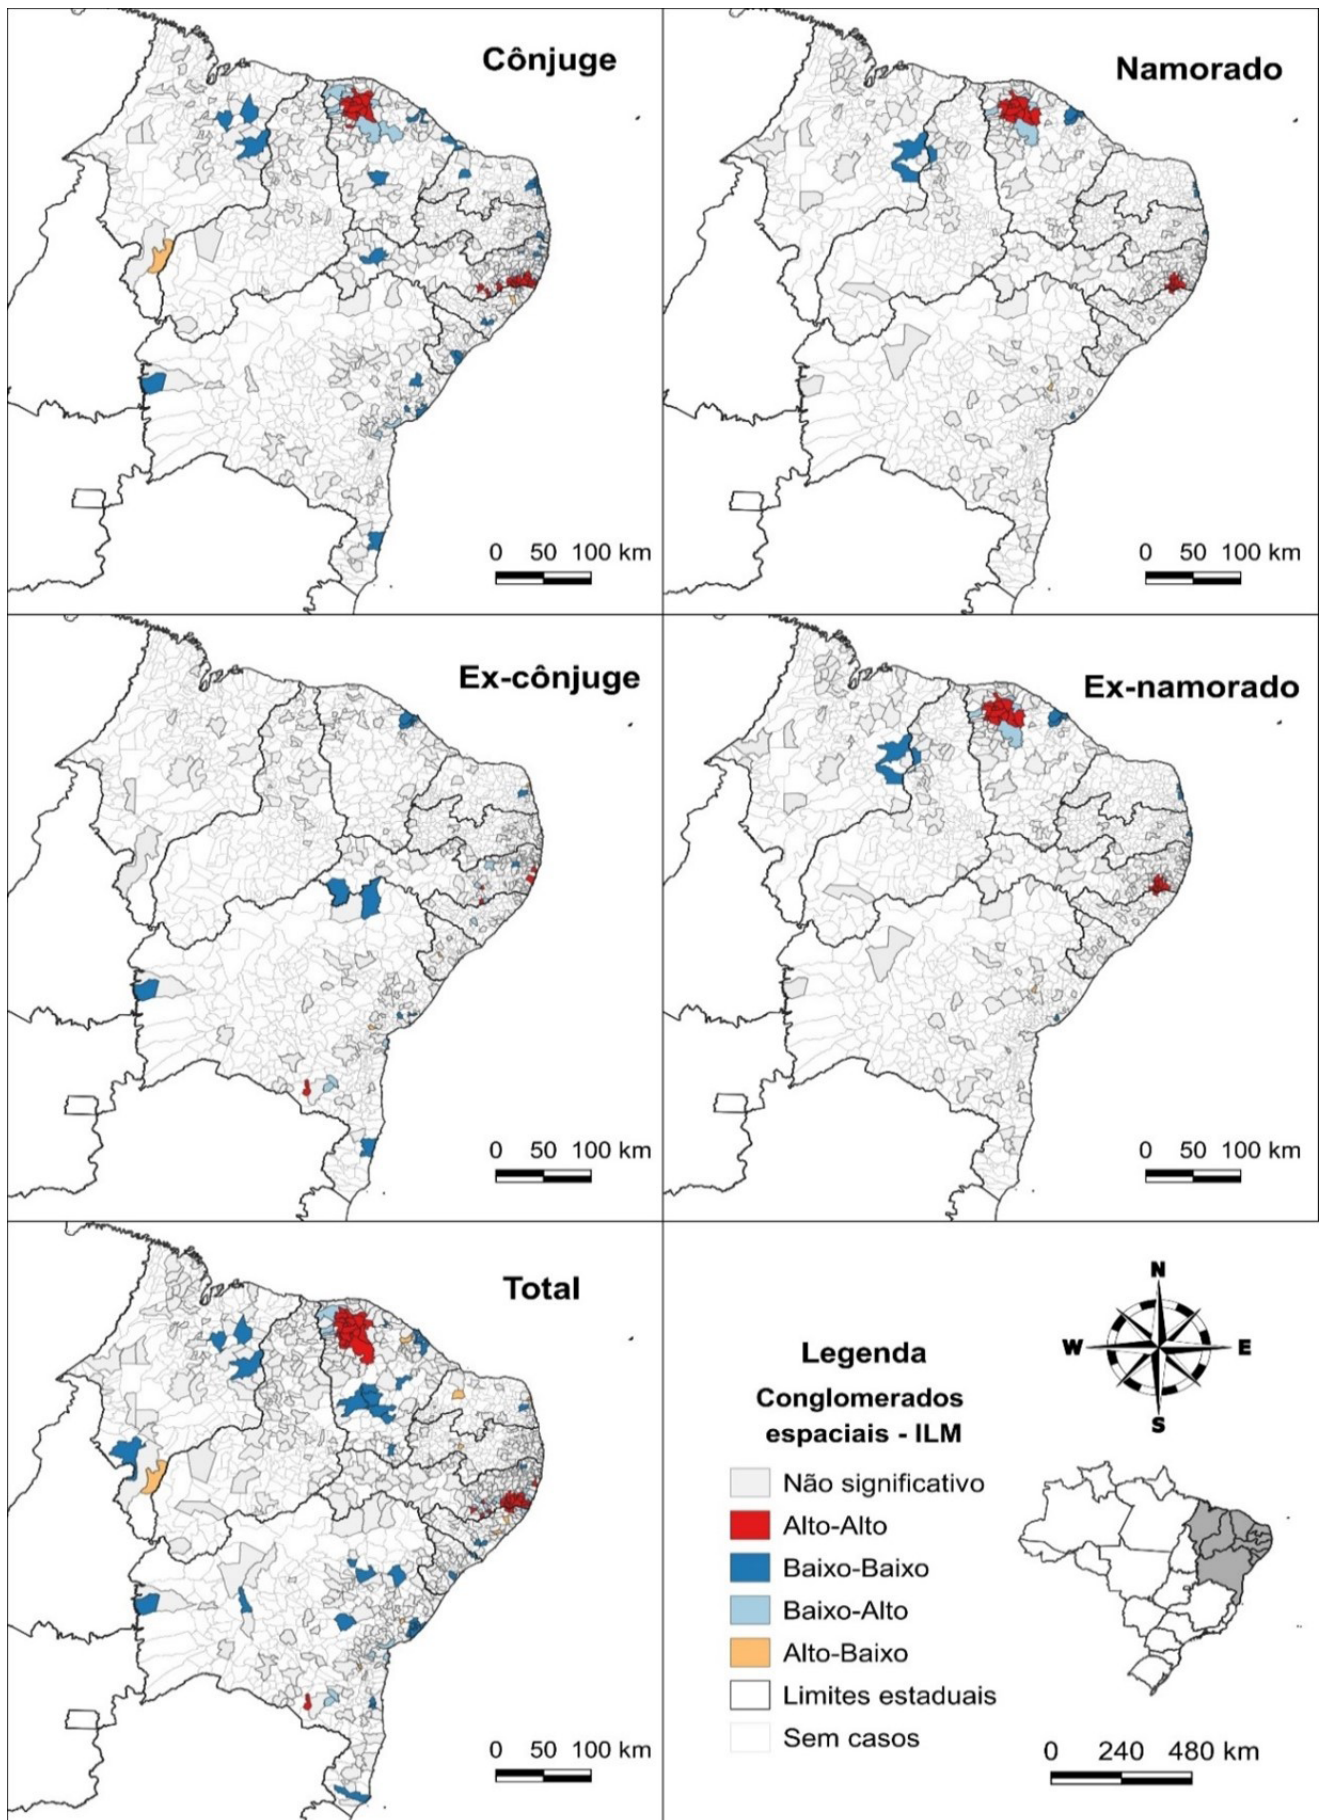 Cônjuge
0 50 100 km
Namorado
0 50 100 km
Ex-cônjuge
0 50 100 km
Ex-namorado
0 50 100 km
Total
0 50 100 km
N
W E
S
Legenda
Conglomerados
espaciais - ILM
Não significativo
Alto-Alto
Baixo-Baixo
Baixo-Alto
Alto-Baixo
Limites estaduais
Sem casos
0 240 480 km